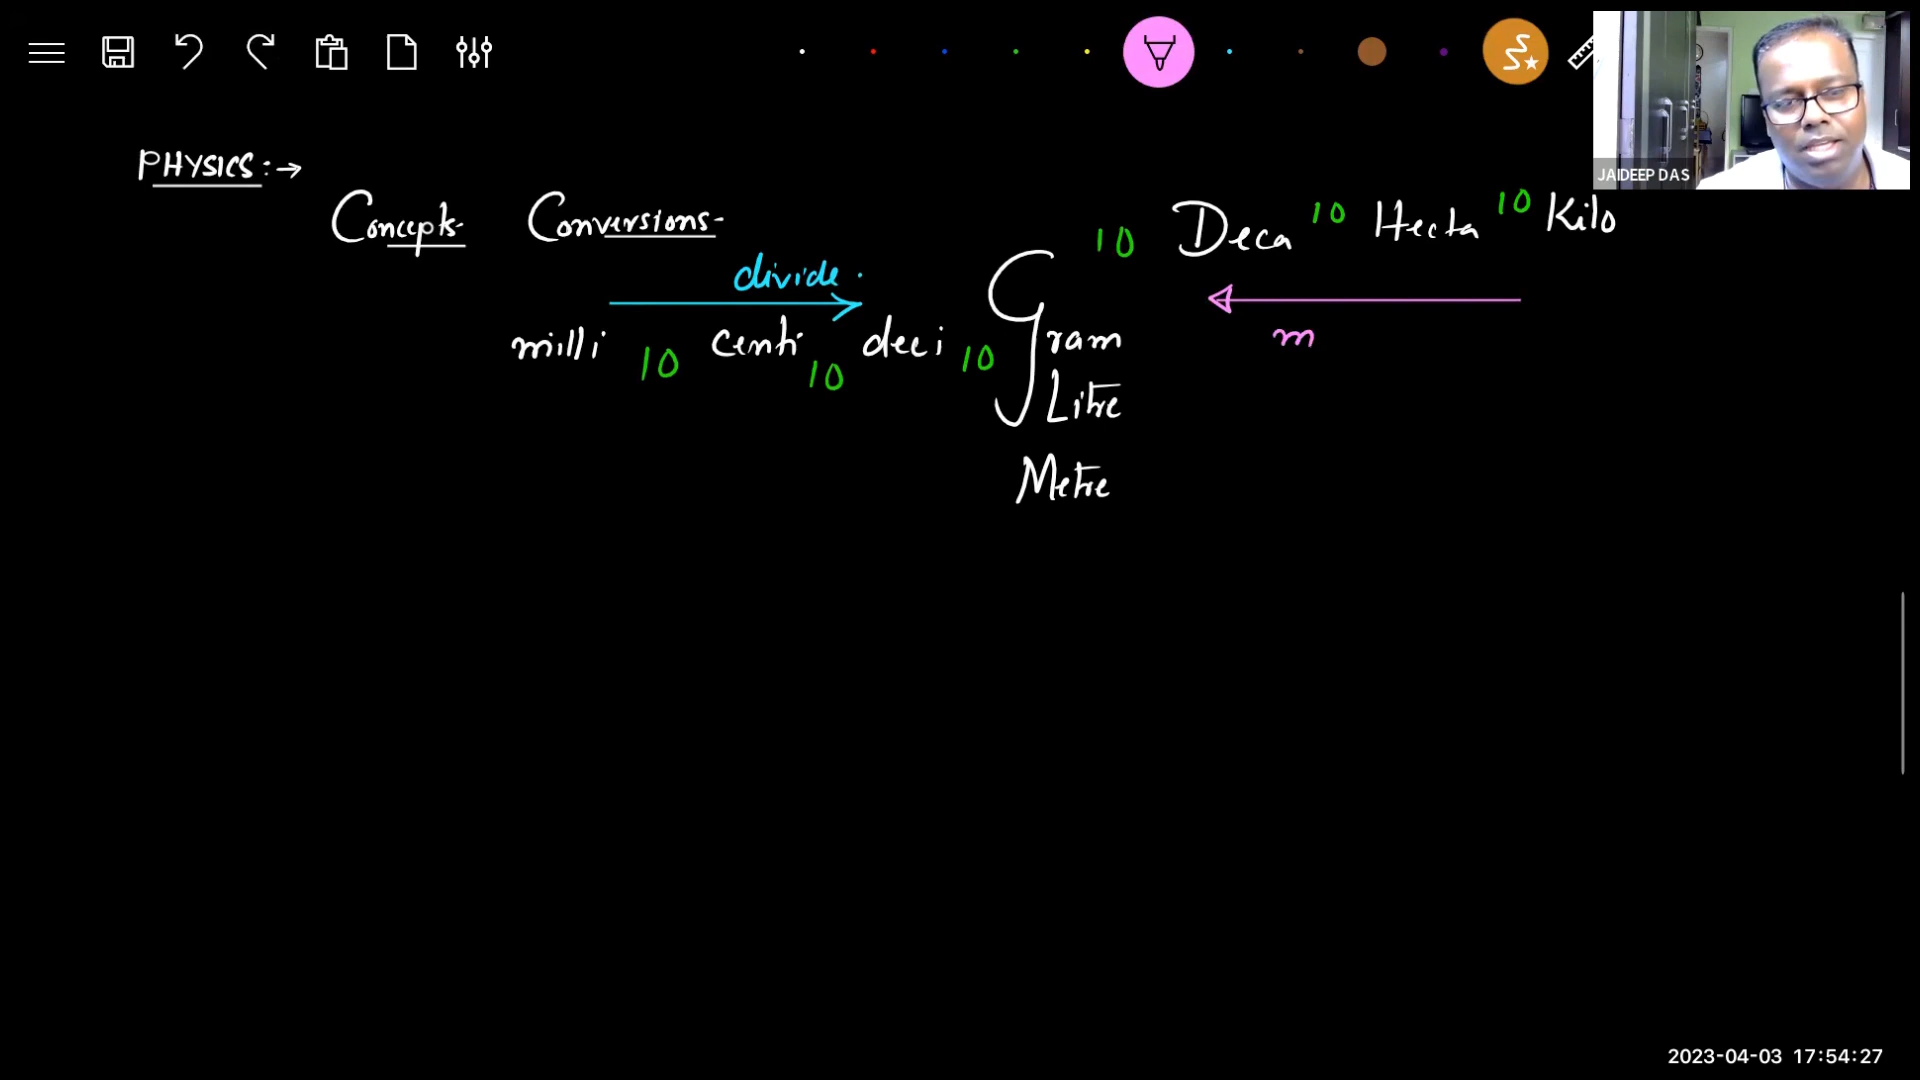 JAIDEEP DAS
PHYSICS:→
Concepts. Conversions-
10 Deca 10 Hecta 10 Kilo
divide.
milli 10 centi 10 deci 10 Gram
m
Litre
Metre
2023-04-03 17:54:27